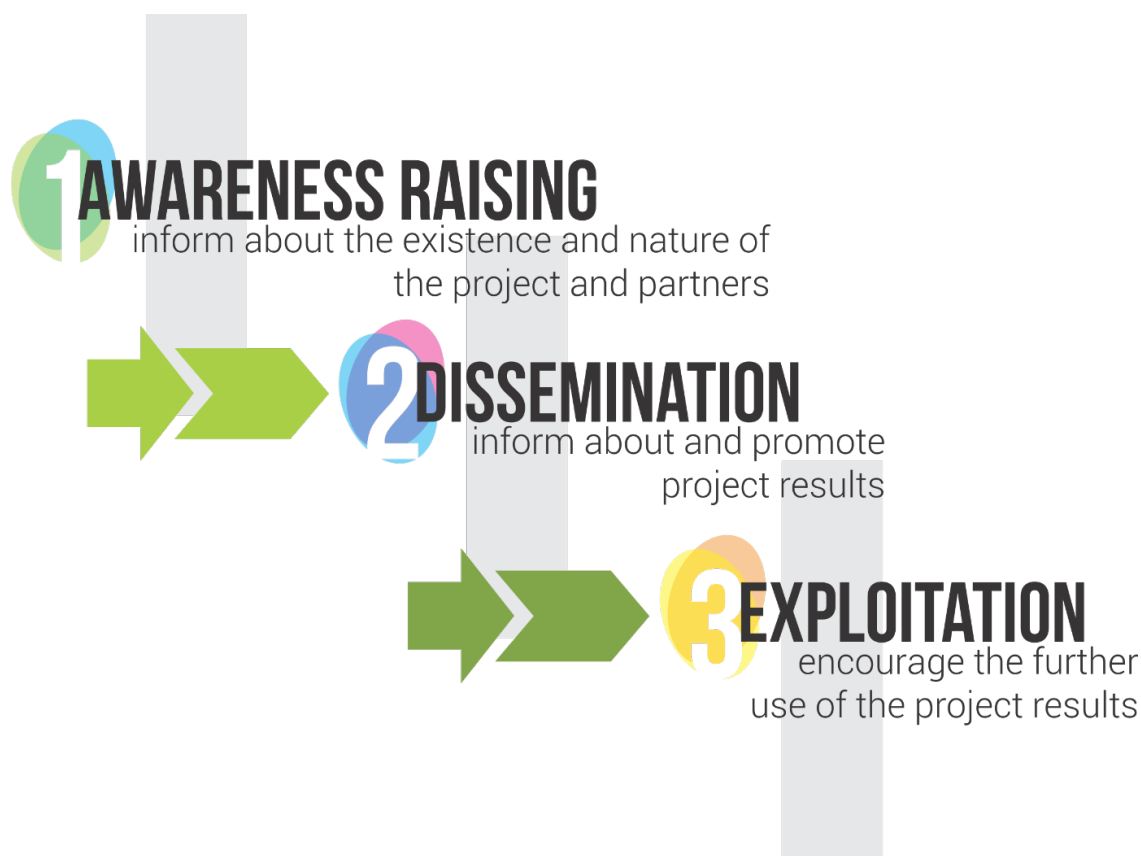 1 AWARENESS RAISING
inform about the existence and nature of
the project and partners
2 DISSEMINATION
inform about and promote
project results
3 EXPLOITATION
encourage the further
use of the project results